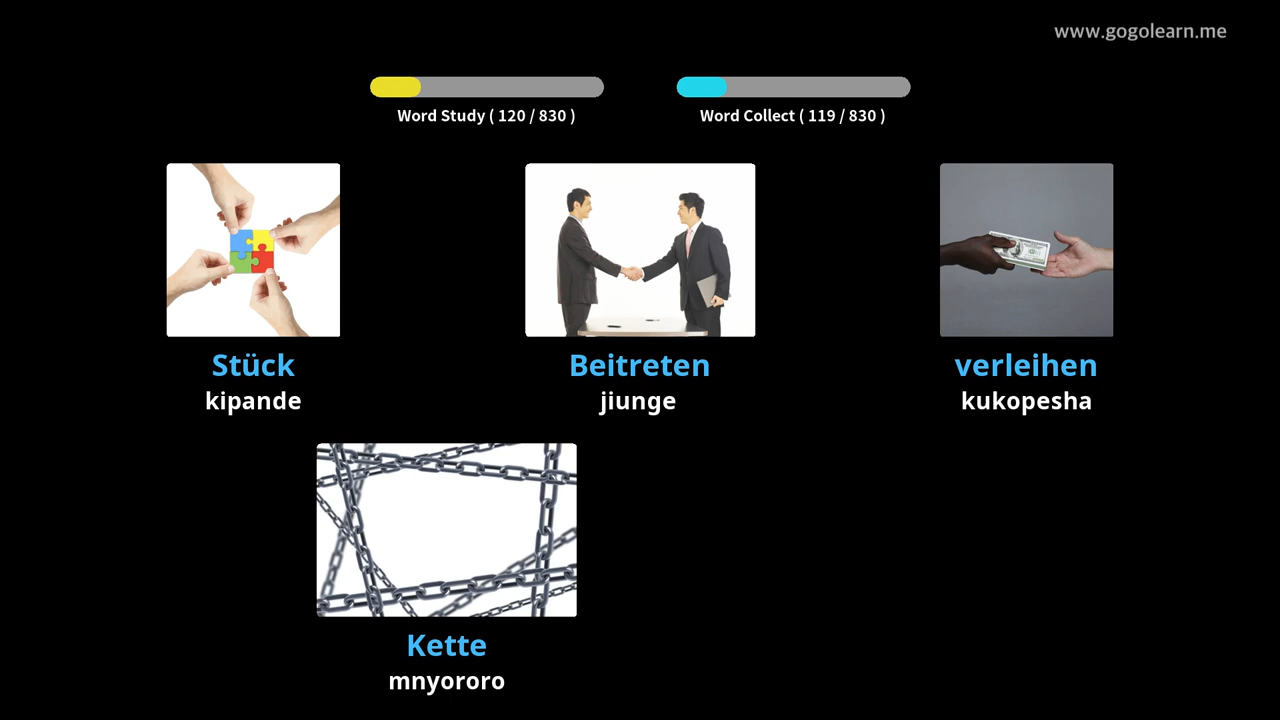 www.gogolearn.me
Word Study ( 120 / 830 )
Word Collect ( 119 / 830 )
Stück
kipande
Beitreten
jiunge
verleihen
kukopesha
Kette
mnyororo